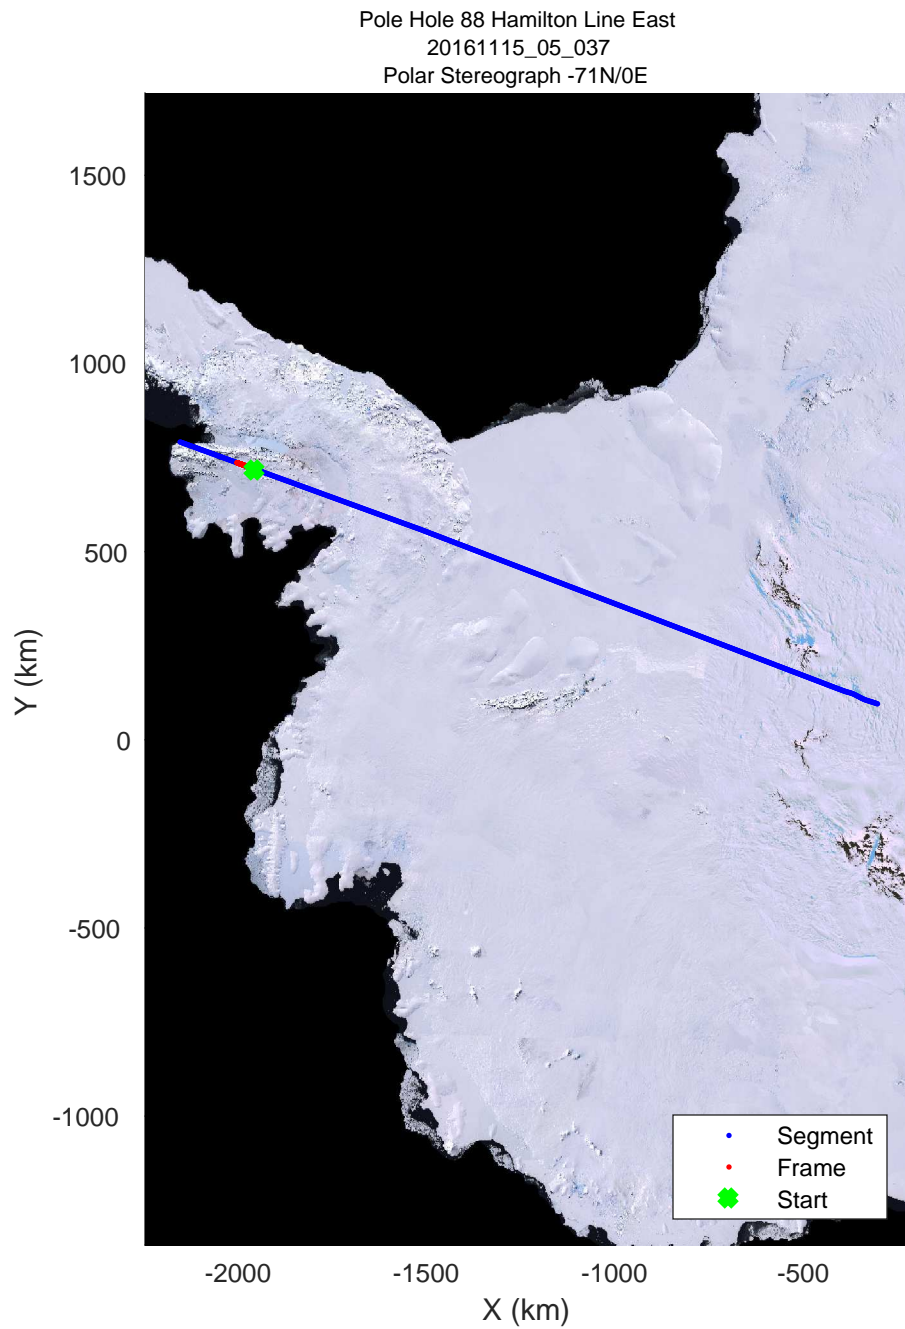 Pole Hole 88 Hamilton Line East
20161115_05_037
Polar Stereograph -71N/0E
1500
1000
500
0
-500
-1000
Y (km)
Segment
Frame
Start
-2000 -1500 -1000 -500
X (km)